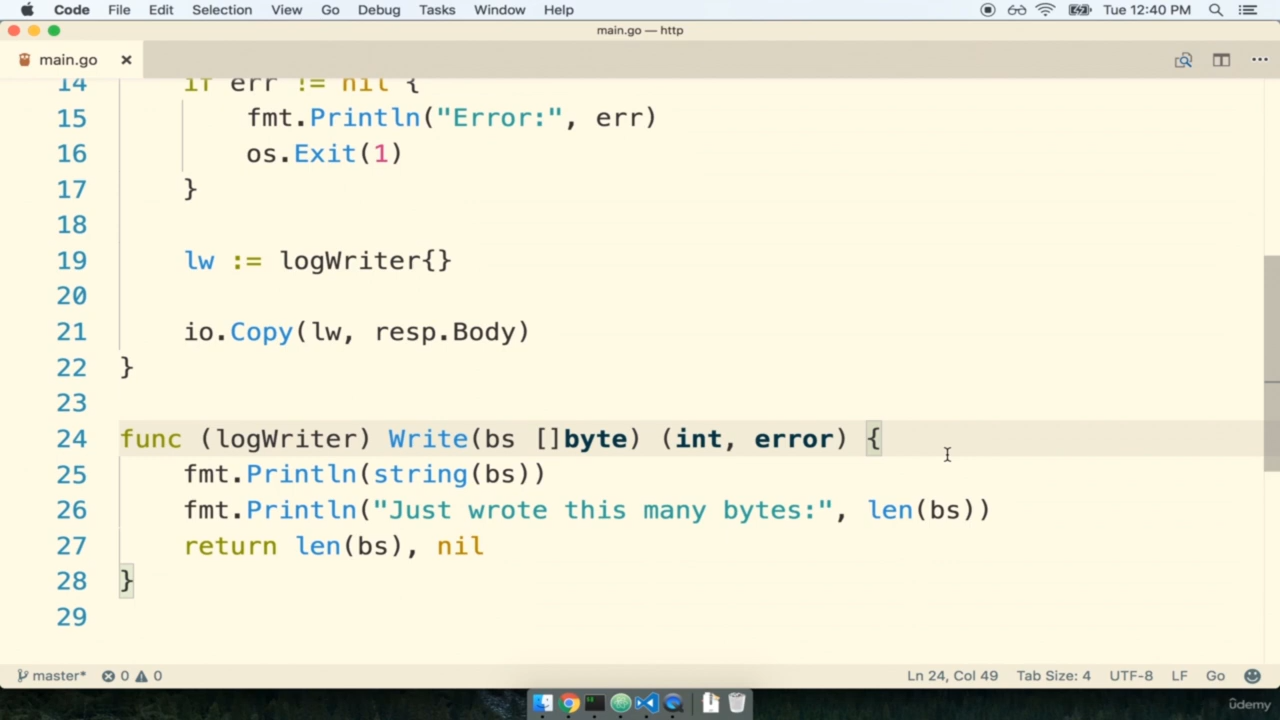 Code File Edit Selection View Go Debug Tasks Window Help Tue 12:40 PM
main.go — http
main.go
14 if err != nil {
15 fmt.Println("Error:", err)
16 os.Exit(1)
17 }
18
19 lw := logWriter{}
20
21 io.Copy(lw, resp.Body)
22 }
23
24 func (logWriter) Write(bs []byte) (int, error) {
25 fmt.Println(string(bs))
26 fmt.Println("Just wrote this many bytes:", len(bs))
27 return len(bs), nil
28 }
29
master* 0 0 Ln 24, Col 49 Tab Size: 4 UTF-8 LF Go
ûdemy